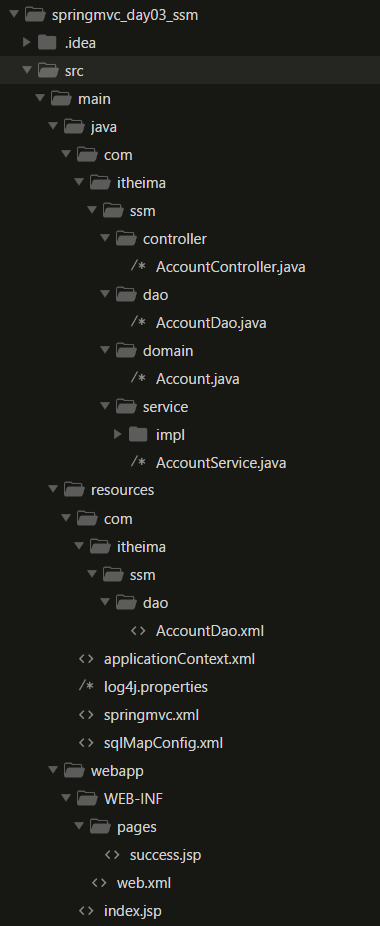 springmvc_day03_ssm
.idea
src
main
java
com
itheima
ssm
controller
/* AccountController.java
dao
/* AccountDao.java
domain
/* Account.java
service
impl
/* AccountService.java
resources
com
itheima
ssm
dao
<> AccountDao.xml
<> applicationContext.xml
/* log4j.properties
<> springmvc.xml
<> sqlMapConfig.xml
webapp
WEB-INF
pages
<> success.jsp
<> web.xml
<> index.jsp